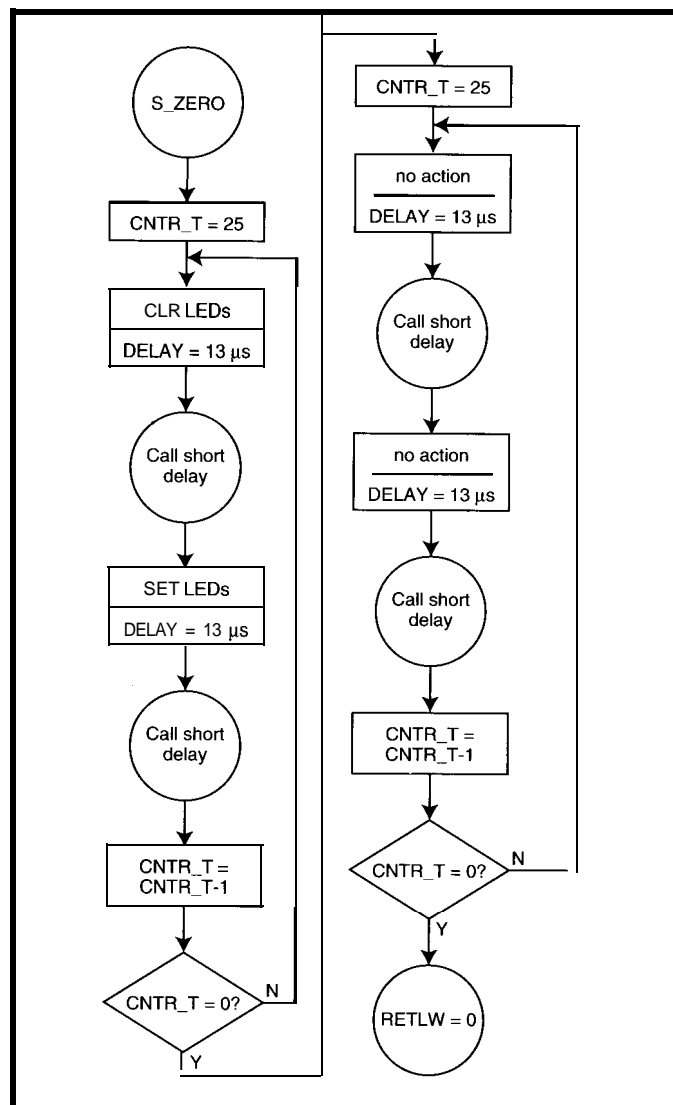 S_ZERO
CNTR_T = 25
CLR LEDs
DELAY = 13 µs
Call short
delay
SET LEDs
DELAY = 13 µs
Call short
delay
CNTR_T =
CNTR_T-1
CNTR_T = 0?
N
Y
CNTR_T = 25
no action
DELAY = 13 µs
Call short
delay
no action
DELAY = 13 µs
Call short
delay
CNTR_T =
CNTR_T-1
CNTR_T = 0?
N
Y
RETLW = 0